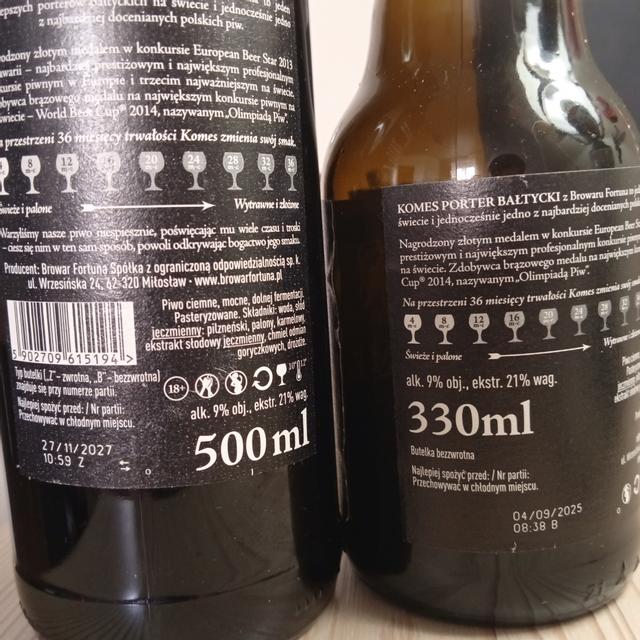 lepszych porterów bałtyckich na świecie i jednocześnie jedno
z najbardziej docenianych polskich piw.
Nagrodzony złotym medalem w konkursie European Beer Star 2013
– najbardziej prestiżowym i największym profesjonalnym
konkursie piwnym w Europie i trzecim najważniejszym na świecie.
Zdobywca brązowego medalu na największym konkursie piwnym na
świecie – World Beer Cup® 2014, nazywanym „Olimpiadą Piw".
Na przestrzeni 36 miesięcy trwałości Komes zmienia swój smak.
8 m-c 12 m-c 16 20 24 28 m-c 32 m-c 36 m-c
Świeże i palone Wytrawne i złożone
Warzyliśmy nasze piwo niespiesznie, poświęcając mu wiele czasu i troski
– ciesz się nim w ten sam sposób, powoli odkrywając bogactwo jego smaku.
Producent: Browar Fortuna Spółka z ograniczoną odpowiedzialnością sp. k.
ul. Wrzesińska 24, 62-320 Miłosław · www.browarfortuna.pl
Piwo ciemne, mocne, dolnej fermentacji.
Pasteryzowane. Składniki: woda, słód
jęczmienny: pilzneński, palony, karmelowy,
ekstrakt słodowy jęczmienny, chmiel odmian
goryczkowych, drożdże.
5 902709 615194 >
Typ butelki („Z" – zwrotna, „B" – bezzwrotna)
znajduje się przy numerze partii.
Najlepiej spożyć przed: / Nr partii:
Przechowywać w chłodnym miejscu.
18+
alk. 9% obj., ekstr. 21% wag.
500 ml
27/11/2027
10:59 Z
KOMES PORTER BAŁTYCKI z Browaru Fortuna
świecie i jednocześnie jedno z najbardziej docenianych polskich
Nagrodzony złotym medalem w konkursie European Beer Star
prestiżowym i największym profesjonalnym konkursie
na świecie. Zdobywca brązowego medalu na największym
Cup® 2014, nazywanym „Olimpiadą Piw".
Na przestrzeni 36 miesięcy trwałości Komes zmienia swój
4 m-c 8 m-c 12 m-c 16 m-c 20 24 28 32
Świeże i palone Wytrawne
alk. 9% obj., ekstr. 21% wag.
330ml
Butelka bezzwrotna
Najlepiej spożyć przed: / Nr partii:
Przechowywać w chłodnym miejscu.
04/09/2025
08:38 B